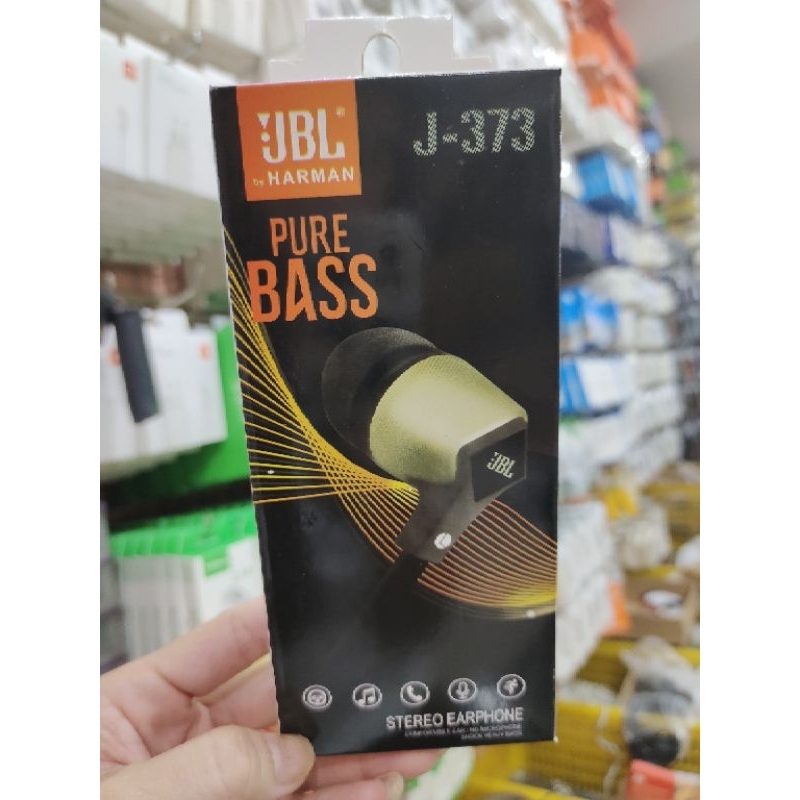 JBL®
by HARMAN
J-373
PURE
BASS
JBL
L
STEREO EARPHONE